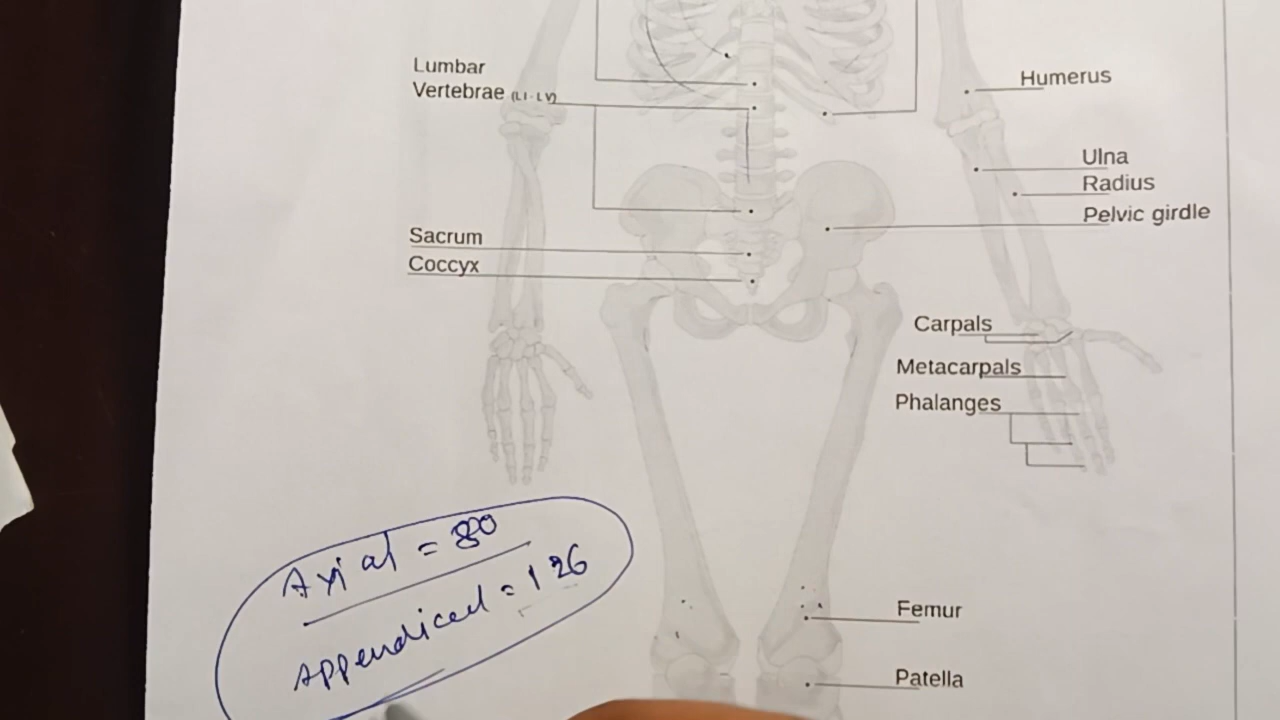 Lumbar
Vertebrae (LI-LV)
Sacrum
Coccyx
Humerus
Ulna
Radius
Pelvic girdle
Carpals
Metacarpals
Phalanges
Femur
Patella
Axial = 80
Appendicel = 126